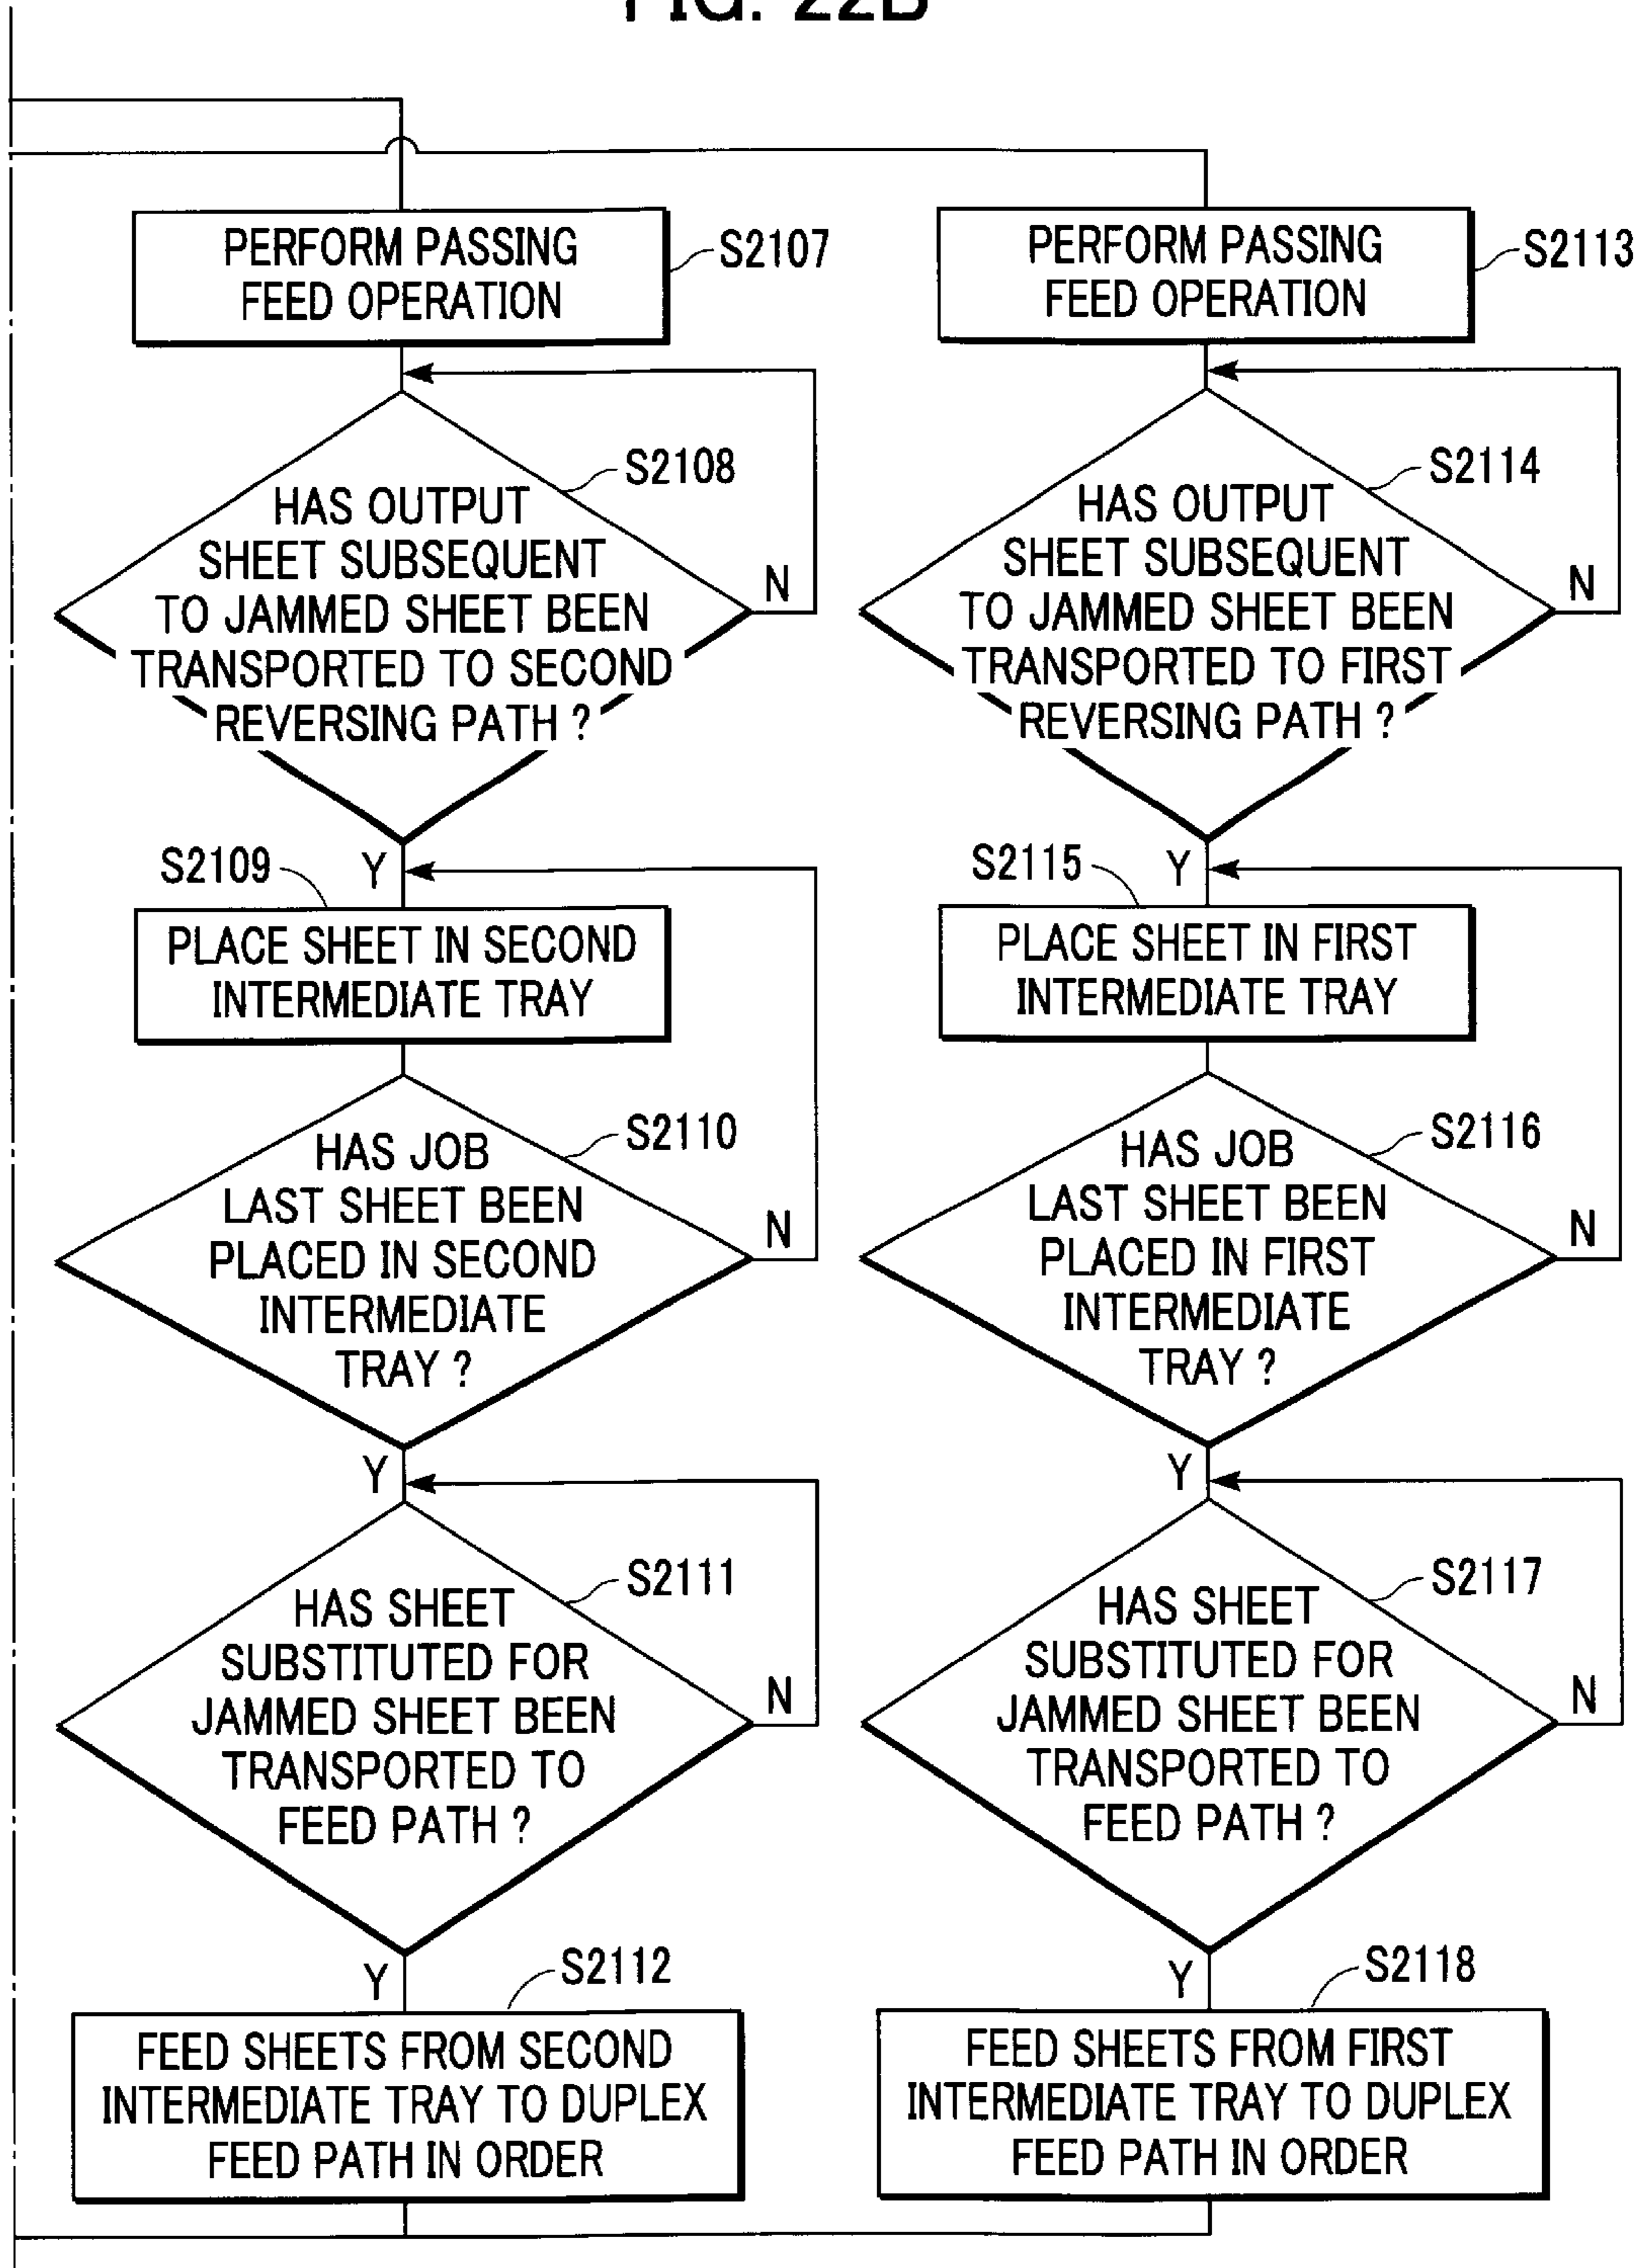 FIG. 22B
PERFORM PASSING
FEED OPERATION
S2107
HAS OUTPUT
SHEET SUBSEQUENT
TO JAMMED SHEET BEEN
TRANSPORTED TO SECOND
REVERSING PATH ?
S2108
N
Y
S2109
PLACE SHEET IN SECOND
INTERMEDIATE TRAY
HAS JOB
LAST SHEET BEEN
PLACED IN SECOND
INTERMEDIATE
TRAY ?
S2110
N
Y
HAS SHEET
SUBSTITUTED FOR
JAMMED SHEET BEEN
TRANSPORTED TO
FEED PATH ?
S2111
N
Y
S2112
FEED SHEETS FROM SECOND
INTERMEDIATE TRAY TO DUPLEX
FEED PATH IN ORDER
PERFORM PASSING
FEED OPERATION
S2113
HAS OUTPUT
SHEET SUBSEQUENT
TO JAMMED SHEET BEEN
TRANSPORTED TO FIRST
REVERSING PATH ?
S2114
N
Y
S2115
PLACE SHEET IN FIRST
INTERMEDIATE TRAY
HAS JOB
LAST SHEET BEEN
PLACED IN FIRST
INTERMEDIATE
TRAY ?
S2116
N
Y
HAS SHEET
SUBSTITUTED FOR
JAMMED SHEET BEEN
TRANSPORTED TO
FEED PATH ?
S2117
N
Y
S2118
FEED SHEETS FROM FIRST
INTERMEDIATE TRAY TO DUPLEX
FEED PATH IN ORDER